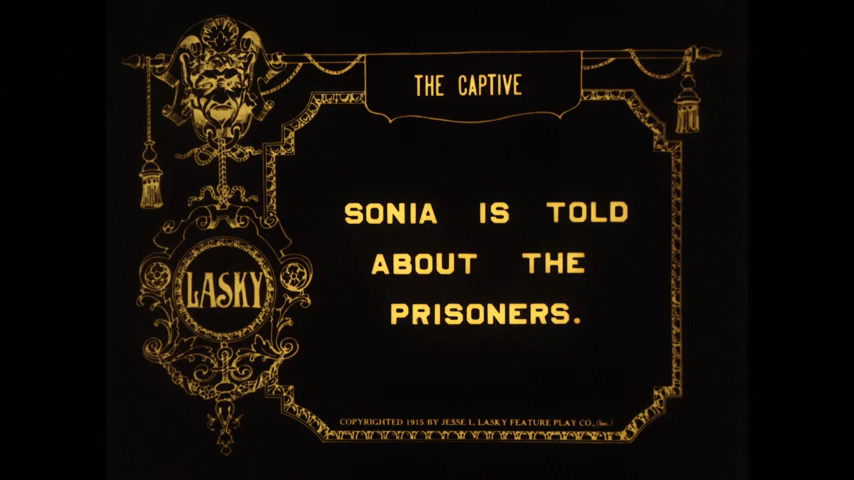 THE CAPTIVE
SONIA IS TOLD
ABOUT THE
PRISONERS.
LASKY
COPYRIGHTED 1915 BY JESSE L. LASKY FEATURE PLAY CO., (Inc.)